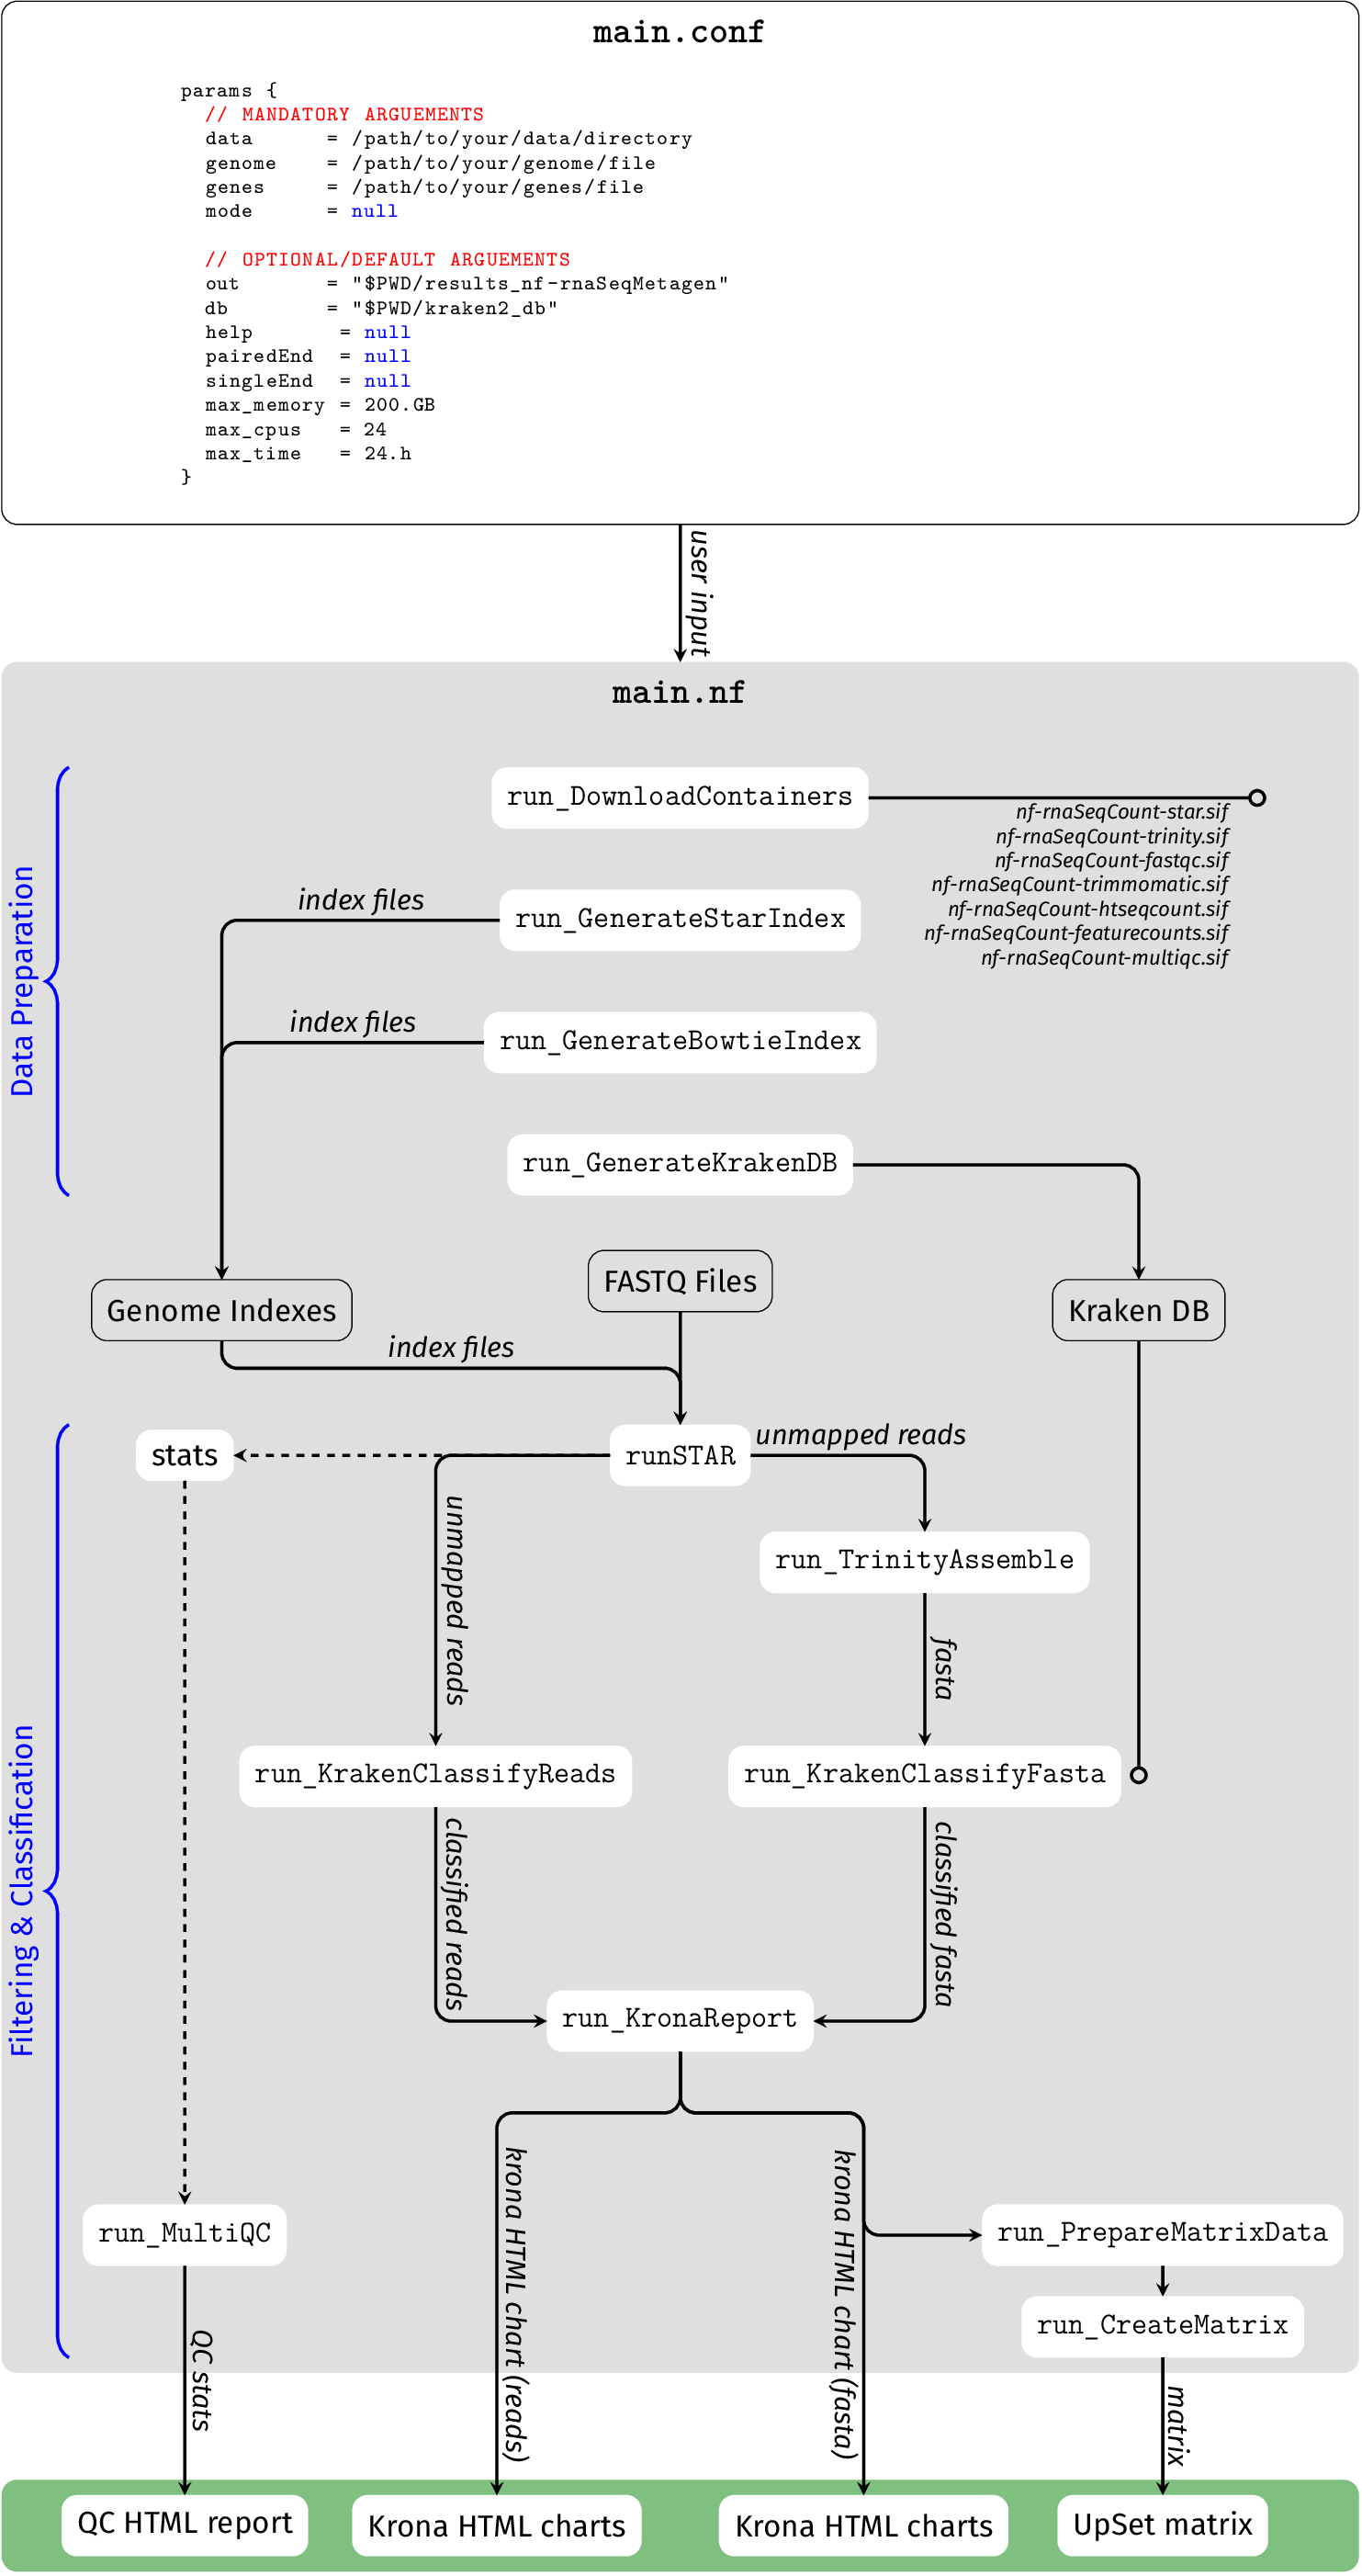 main.conf
params {
// MANDATORY ARGUEMENTS
data = /path/to/your/data/directory
genome = /path/to/your/genome/file
genes = /path/to/your/genes/file
mode = null
// OPTIONAL/DEFAULT ARGUEMENTS
out = "$PWD/results_nf-rnaSeqMetagen"
db = "$PWD/kraken2_db"
help = null
pairedEnd = null
singleEnd = null
max_memory = 200.GB
max_cpus = 24
max_time = 24.h
}
user input
main.nf
Data Preparation
run_DownloadContainers
nf-rnaSeqCount-star.sif
nf-rnaSeqCount-trinity.sif
nf-rnaSeqCount-fastqc.sif
nf-rnaSeqCount-trimmomatic.sif
nf-rnaSeqCount-htseqcount.sif
nf-rnaSeqCount-featurecounts.sif
nf-rnaSeqCount-multiqc.sif
index files
run_GenerateStarIndex
index files
run_GenerateBowtieIndex
run_GenerateKrakenDB
Genome Indexes
FASTQ Files
Kraken DB
index files
Filtering & Classification
stats
runSTAR
unmapped reads
unmapped reads
run_TrinityAssemble
fasta
run_KrakenClassifyReads
run_KrakenClassifyFasta
classified reads
classified fasta
run_KronaReport
krona HTML chart (reads)
krona HTML chart (fasta)
run_MultiQC
run_PrepareMatrixData
run_CreateMatrix
QC stats
matrix
QC HTML report
Krona HTML charts
Krona HTML charts
UpSet matrix